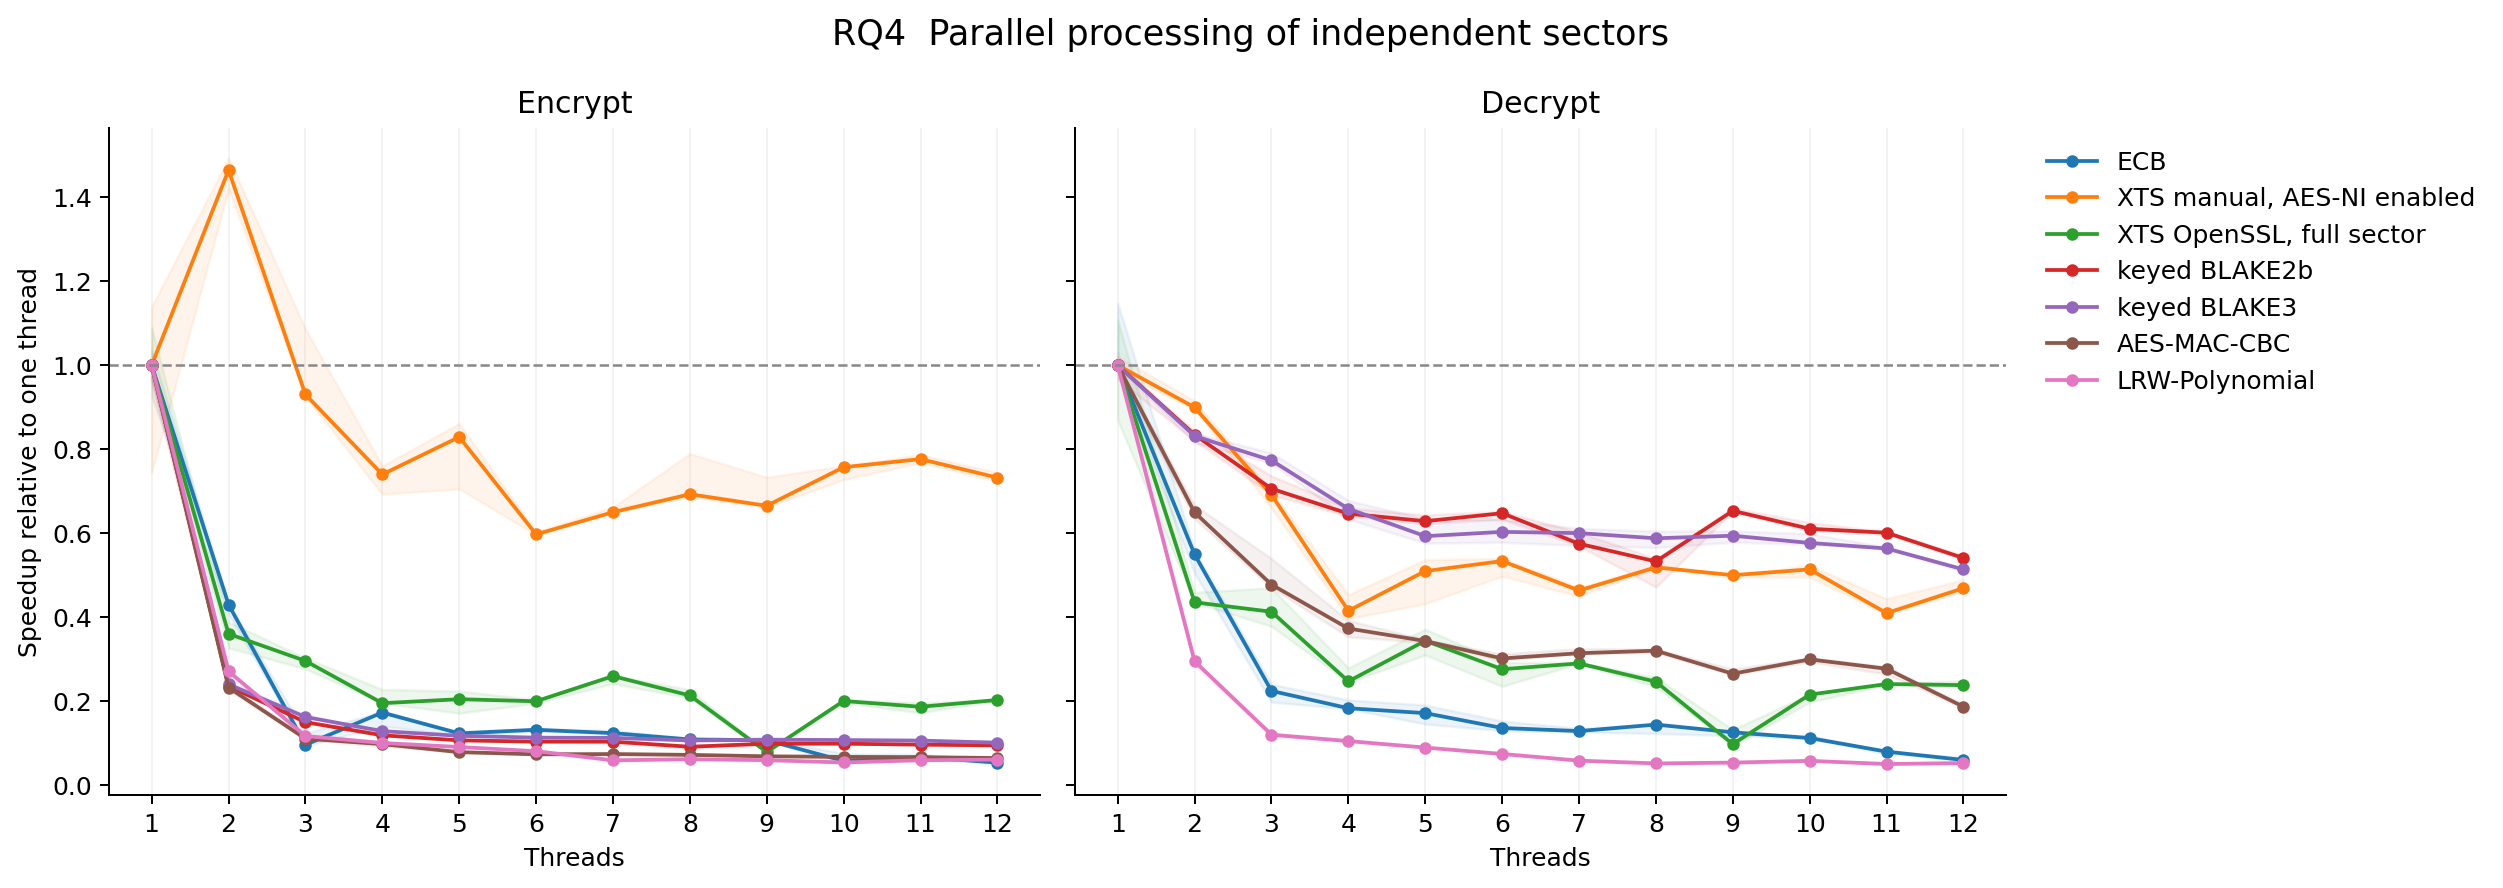 RQ4  Parallel processing of independent sectors
Encrypt
Decrypt
Speedup relative to one thread
1.4
1.2
1.0
0.8
0.6
0.4
0.2
0.0
1 2 3 4 5 6 7 8 9 10 11 12
Threads
1 2 3 4 5 6 7 8 9 10 11 12
Threads
ECB
XTS manual, AES-NI enabled
XTS OpenSSL, full sector
keyed BLAKE2b
keyed BLAKE3
AES-MAC-CBC
LRW-Polynomial